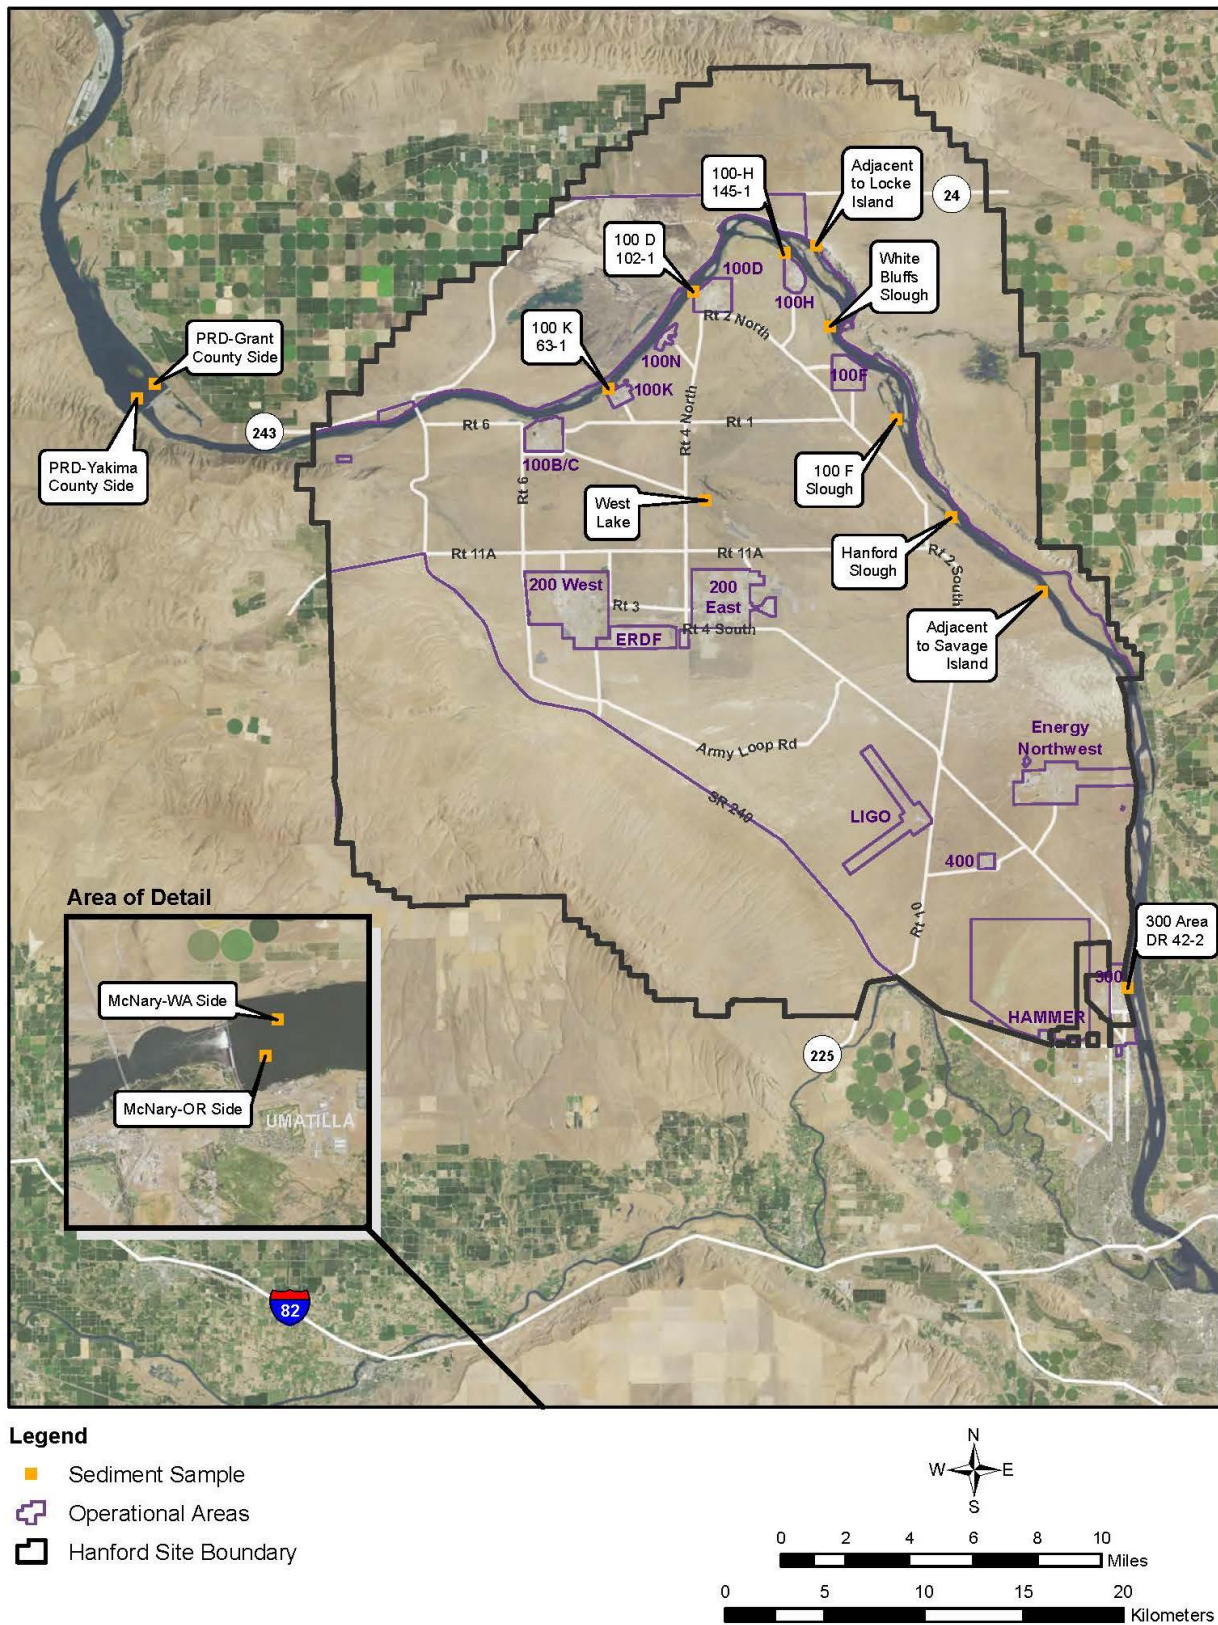 100-H
145-1
Adjacent
to Locke
Island
24
100 D
102-1
White
Bluffs
Slough
100D
100H
PRD-Grant
County Side
100 K
63-1
Rt 2 North
100N
100F
100K
Rt 4 North
243
Rt 6
Rt 1
PRD-Yakima
County Side
100B/C
100 F
Slough
Rt 6
West
Lake
Hanford
Slough
Rt 11A
Rt 11A
Rt 2 South
200 West
200
East
Rt 3
ERDF
Rt 4 South
Adjacent
to Savage
Island
Army Loop Rd
Energy
Northwest
SR 240
LIGO
400
Rt 10
Area of Detail
300 Area
DR 42-2
300
HAMMER
McNary-WA Side
McNary-OR Side
UMATILLA
225
82
Legend
Sediment Sample
Operational Areas
Hanford Site Boundary
N
W E
S
0 2 4 6 8 10
Miles
0 5 10 15 20
Kilometers